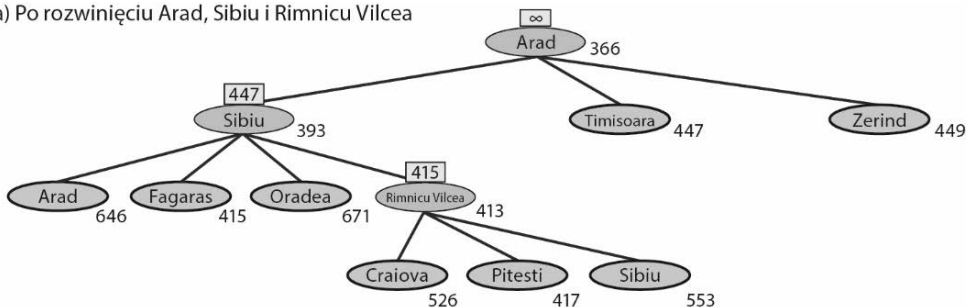 a) Po rozwinięciu Arad, Sibiu i Rimnicu Vilcea
∞
Arad 366
447
Sibiu 393
Timisoara 447
Zerind 449
415
Arad 646
Fagaras 415
Oradea 671
Rimnicu Vilcea 413
Craiova 526
Pitesti 417
Sibiu 553